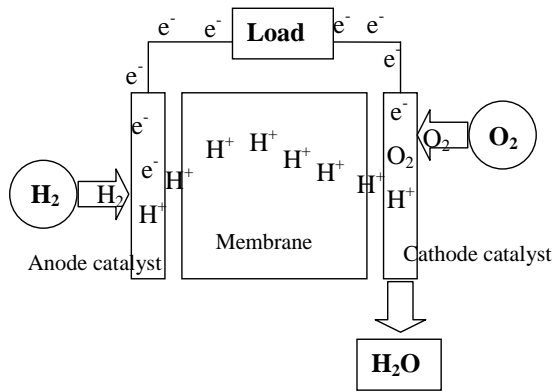 e⁻ e⁻ Load e⁻ e⁻
e⁻ e⁻
e⁻ e⁻
H⁺ H⁺ O₂ O₂
e⁻ H⁺ O₂
H⁺ H⁺ H⁺
H₂ H₂ H⁺ H⁺
Membrane
Anode catalyst Cathode catalyst
H₂O